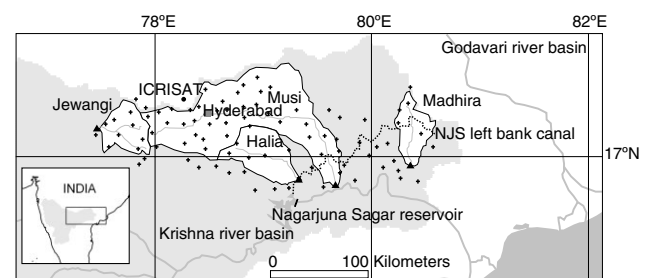 78°E 80°E 82°E
Godavari river basin
ICRISAT
Jewangi Musi Madhira
Hyderabad
NJS left bank canal
Halia
17°N
INDIA
Nagarjuna Sagar reservoir
Krishna river basin
0 100 Kilometers